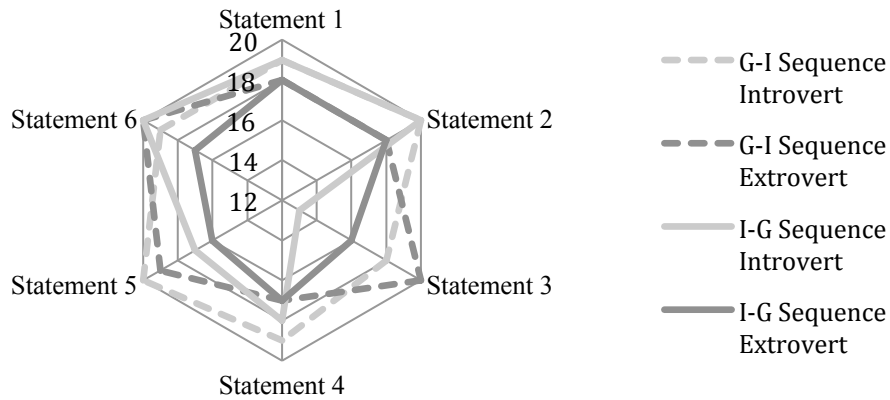 Statement 1
20
18
16
14
12
Statement 6
Statement 2
Statement 5
Statement 3
Statement 4
G-I Sequence
Introvert
G-I Sequence
Extrovert
I-G Sequence
Introvert
I-G Sequence
Extrovert